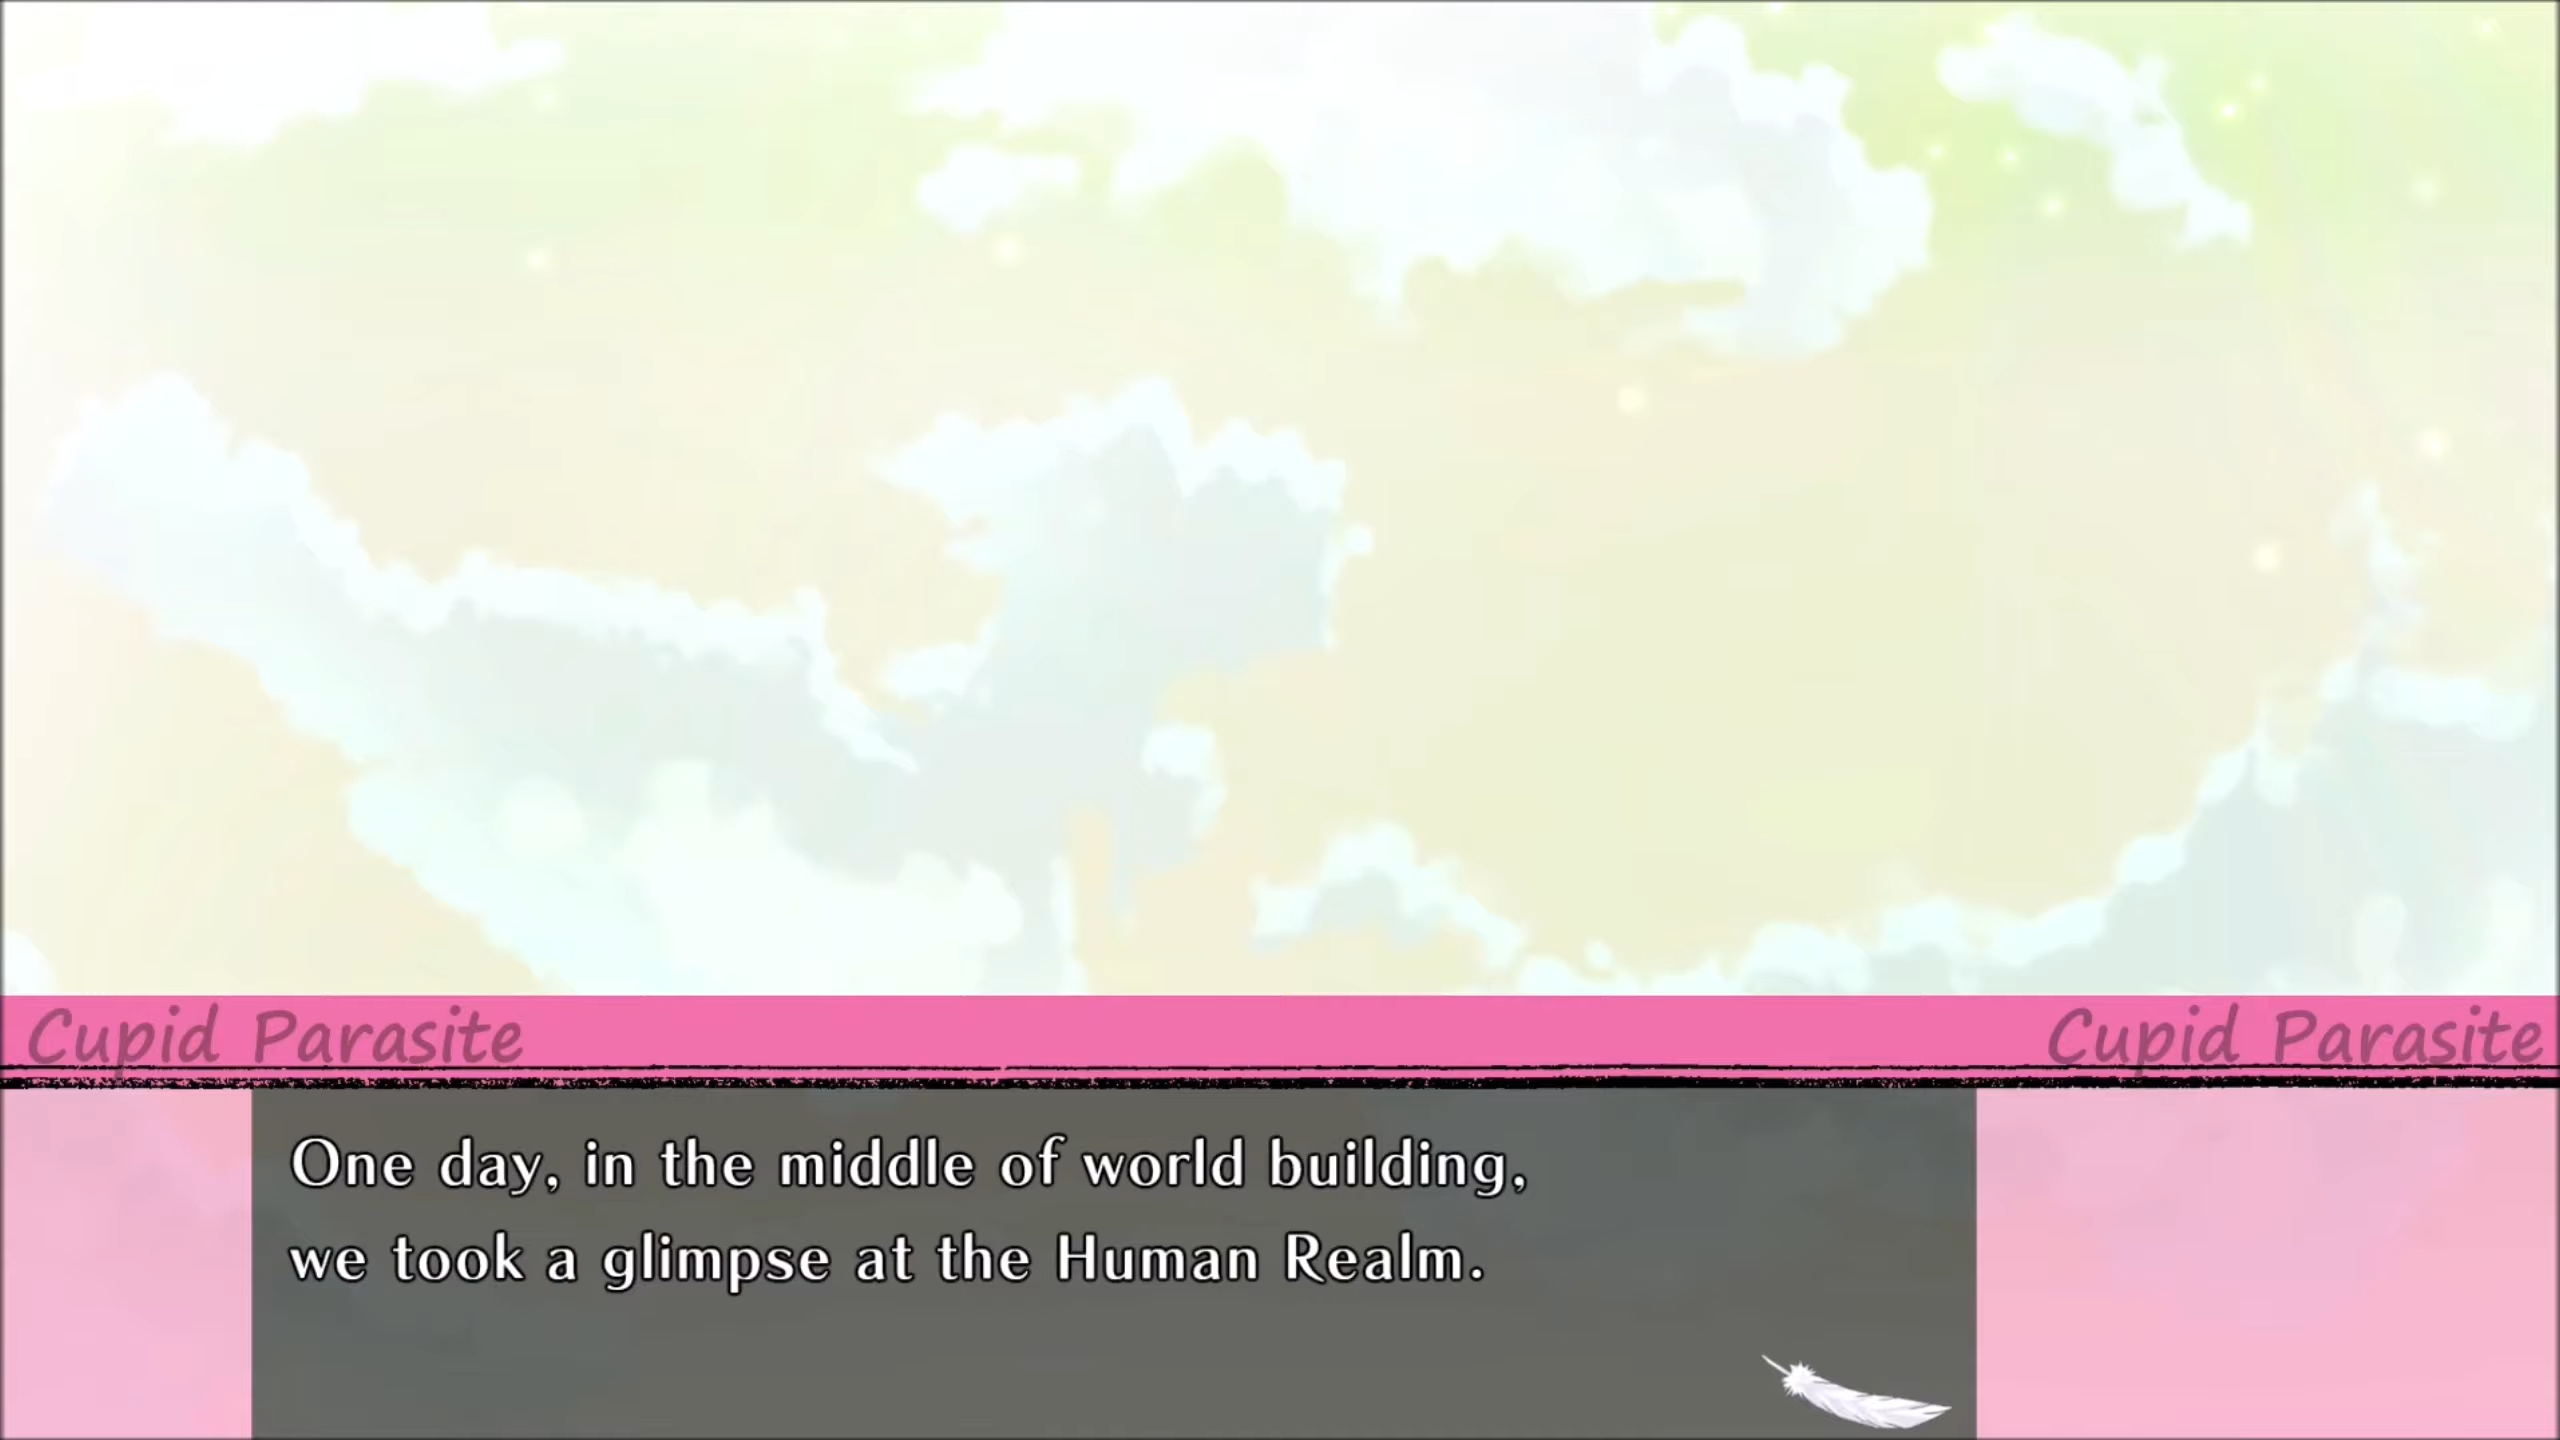 Cupid Parasite
Cupid Parasite
One day, in the middle of world building,
we took a glimpse at the Human Realm.